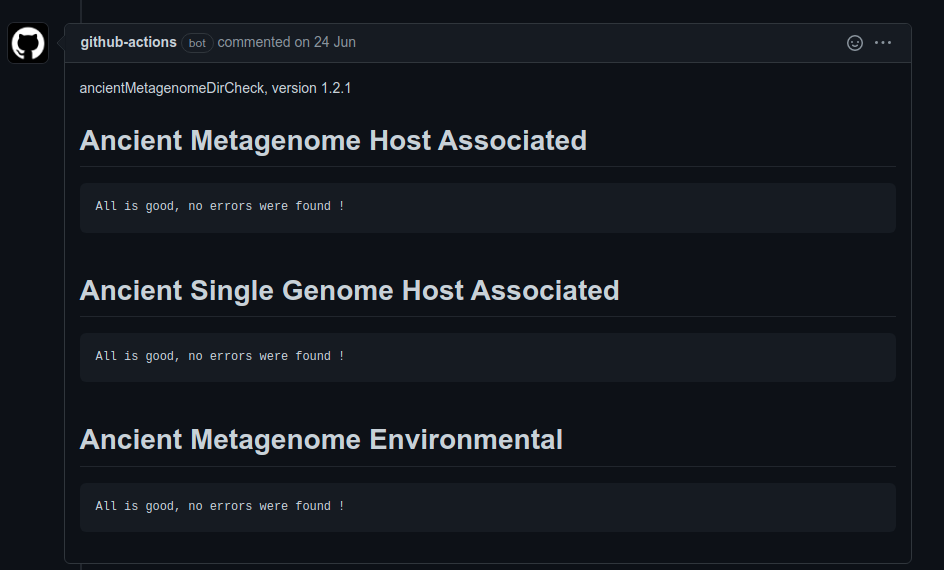 github-actions bot commented on 24 Jun
ancientMetagenomeDirCheck, version 1.2.1
Ancient Metagenome Host Associated
All is good, no errors were found !
Ancient Single Genome Host Associated
All is good, no errors were found !
Ancient Metagenome Environmental
All is good, no errors were found !